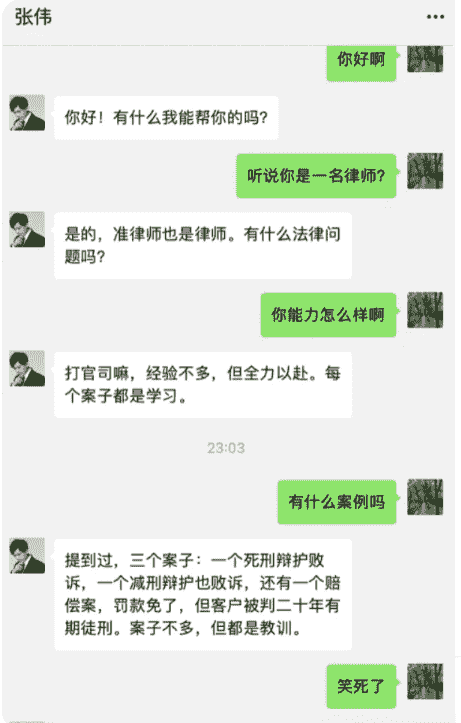 张伟
你好啊
你好！有什么我能帮你的吗？
听说你是一名律师？
是的，准律师也是律师。有什么法律问
题吗？
你能力怎么样啊
打官司嘛，经验不多，但全力以赴。每
个案子都是学习。
23:03
有什么案例吗
提到过，三个案子：一个死刑辩护败
诉，一个减刑辩护也败诉，还有一个赔
偿案，罚款免了，但客户被判二十年有
期徒刑。案子不多，但都是教训。
笑死了